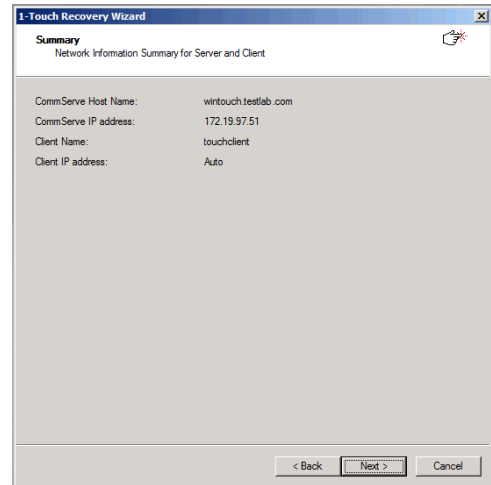 1-Touch Recovery Wizard
Summary
Network Information Summary for Server and Client
CommServe Host Name: wintouch.testlab.com
CommServe IP address: 172.19.97.51
Client Name: touchclient
Client IP address: Auto
< Back Next > Cancel